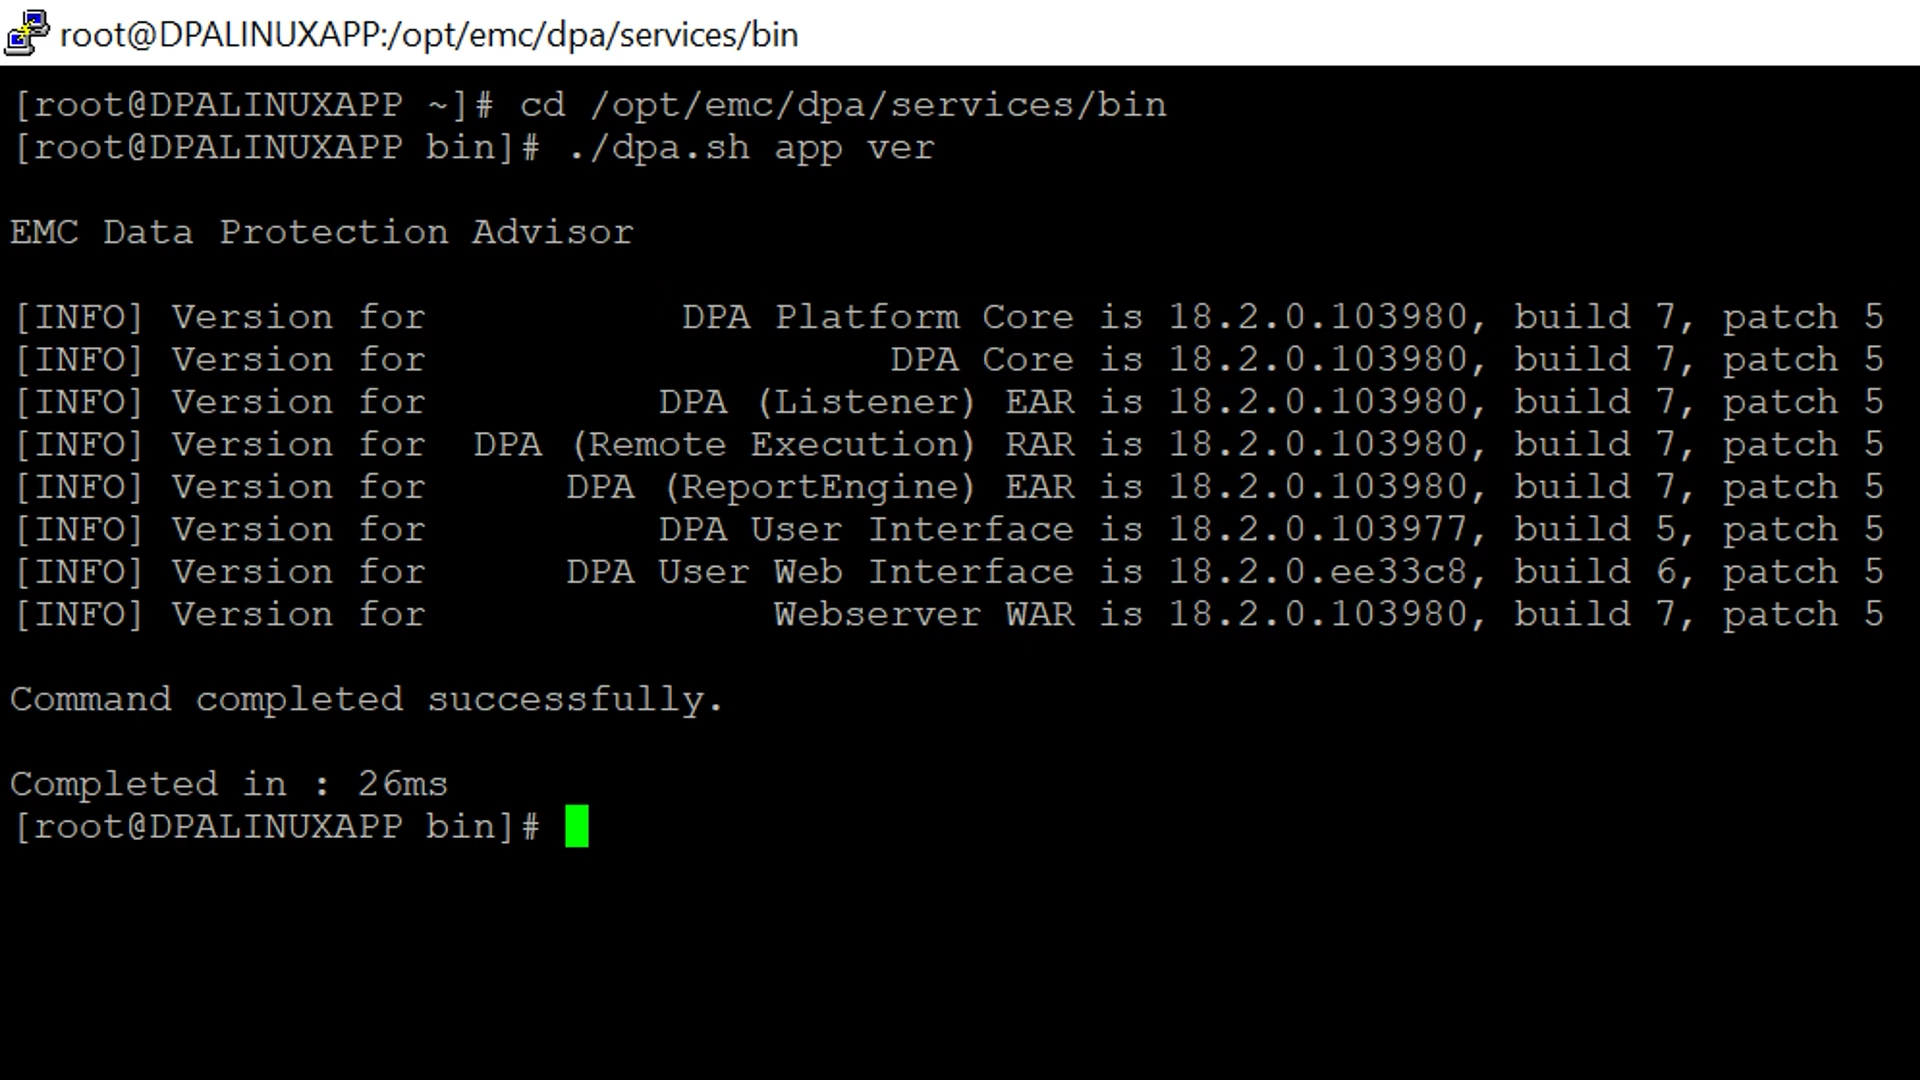 root@DPALINUXAPP:/opt/emc/dpa/services/bin
[root@DPALINUXAPP ~]# cd /opt/emc/dpa/services/bin
[root@DPALINUXAPP bin]# ./dpa.sh app ver
EMC Data Protection Advisor
[INFO] Version for           DPA Platform Core is 18.2.0.103980, build 7, patch 5
[INFO] Version for                    DPA Core is 18.2.0.103980, build 7, patch 5
[INFO] Version for          DPA (Listener) EAR is 18.2.0.103980, build 7, patch 5
[INFO] Version for  DPA (Remote Execution) RAR is 18.2.0.103980, build 7, patch 5
[INFO] Version for      DPA (ReportEngine) EAR is 18.2.0.103980, build 7, patch 5
[INFO] Version for          DPA User Interface is 18.2.0.103977, build 5, patch 5
[INFO] Version for      DPA User Web Interface is 18.2.0.ee33c8, build 6, patch 5
[INFO] Version for               Webserver WAR is 18.2.0.103980, build 7, patch 5
Command completed successfully.
Completed in : 26ms
[root@DPALINUXAPP bin]#